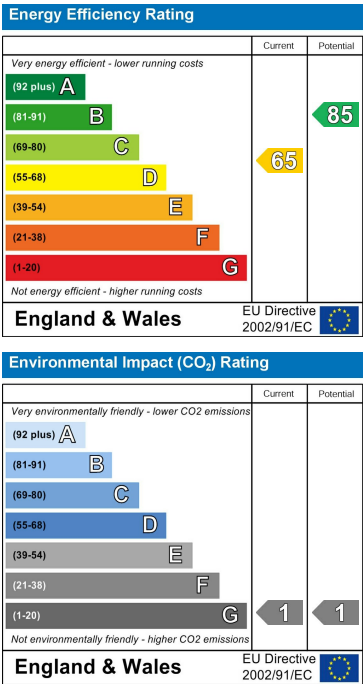 Energy Efficiency Rating
Current Potential
Very energy efficient - lower running costs
(92 plus) A
(81-91) B
85
(69-80) C
65
(55-68) D
(39-54) E
(21-38) F
(1-20) G
Not energy efficient - higher running costs
England & Wales
EU Directive
2002/91/EC
Environmental Impact (CO₂) Rating
Current Potential
Very environmentally friendly - lower CO2 emissions
(92 plus) A
(81-91) B
(69-80) C
(55-68) D
(39-54) E
(21-38) F
(1-20) G 1 1
Not environmentally friendly - higher CO2 emissions
England & Wales
EU Directive
2002/91/EC